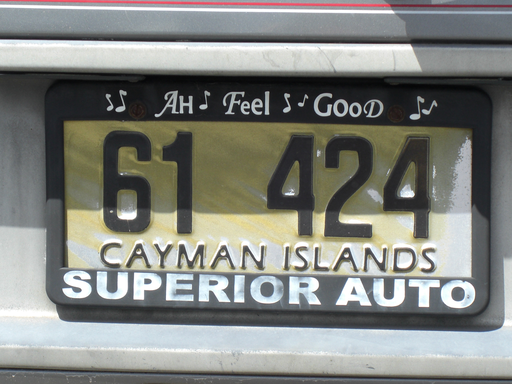 AH Feel GOOD
61 424
CAYMAN ISLANDS
SUPERIOR AUTO